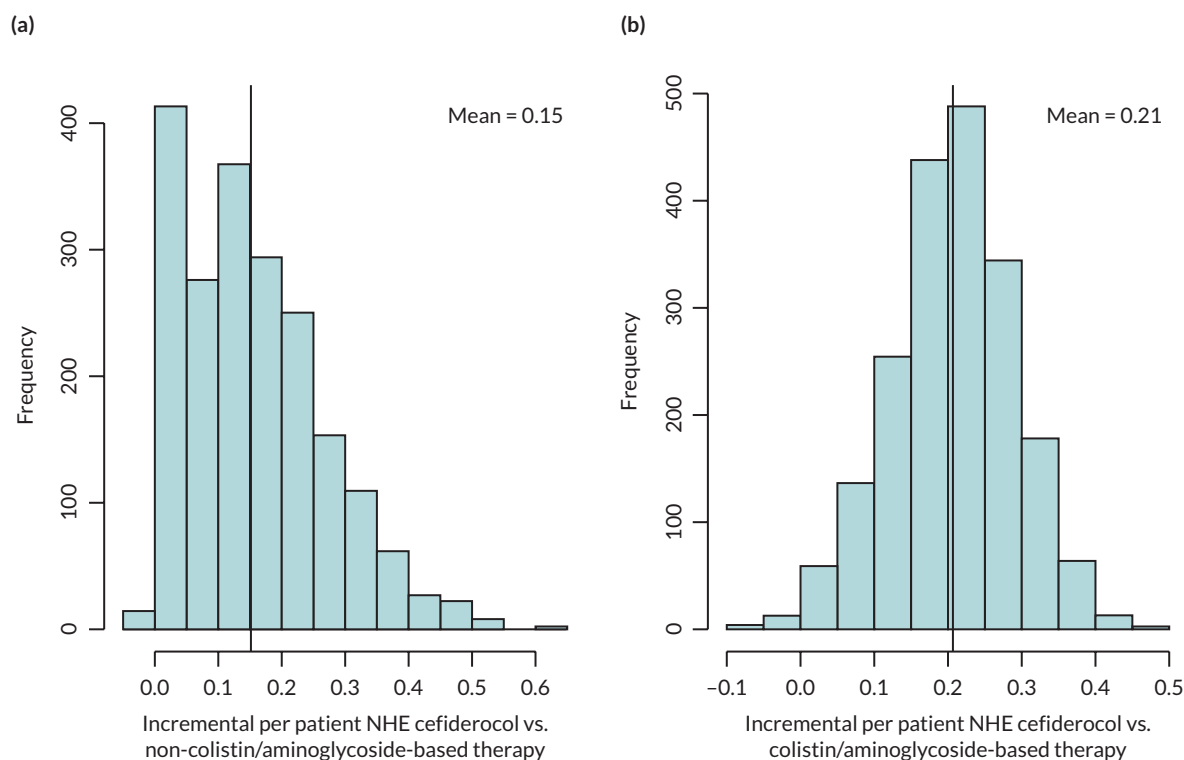 (a)
Mean = 0.15
Frequency
400
300
200
100
0
0.0 0.1 0.2 0.3 0.4 0.5 0.6
Incremental per patient NHE cefiderocol vs.
non-colistin/aminoglycoside-based therapy
(b)
Mean = 0.21
Frequency
500
400
300
200
100
0
–0.1 0.0 0.1 0.2 0.3 0.4 0.5
Incremental per patient NHE cefiderocol vs.
colistin/aminoglycoside-based therapy